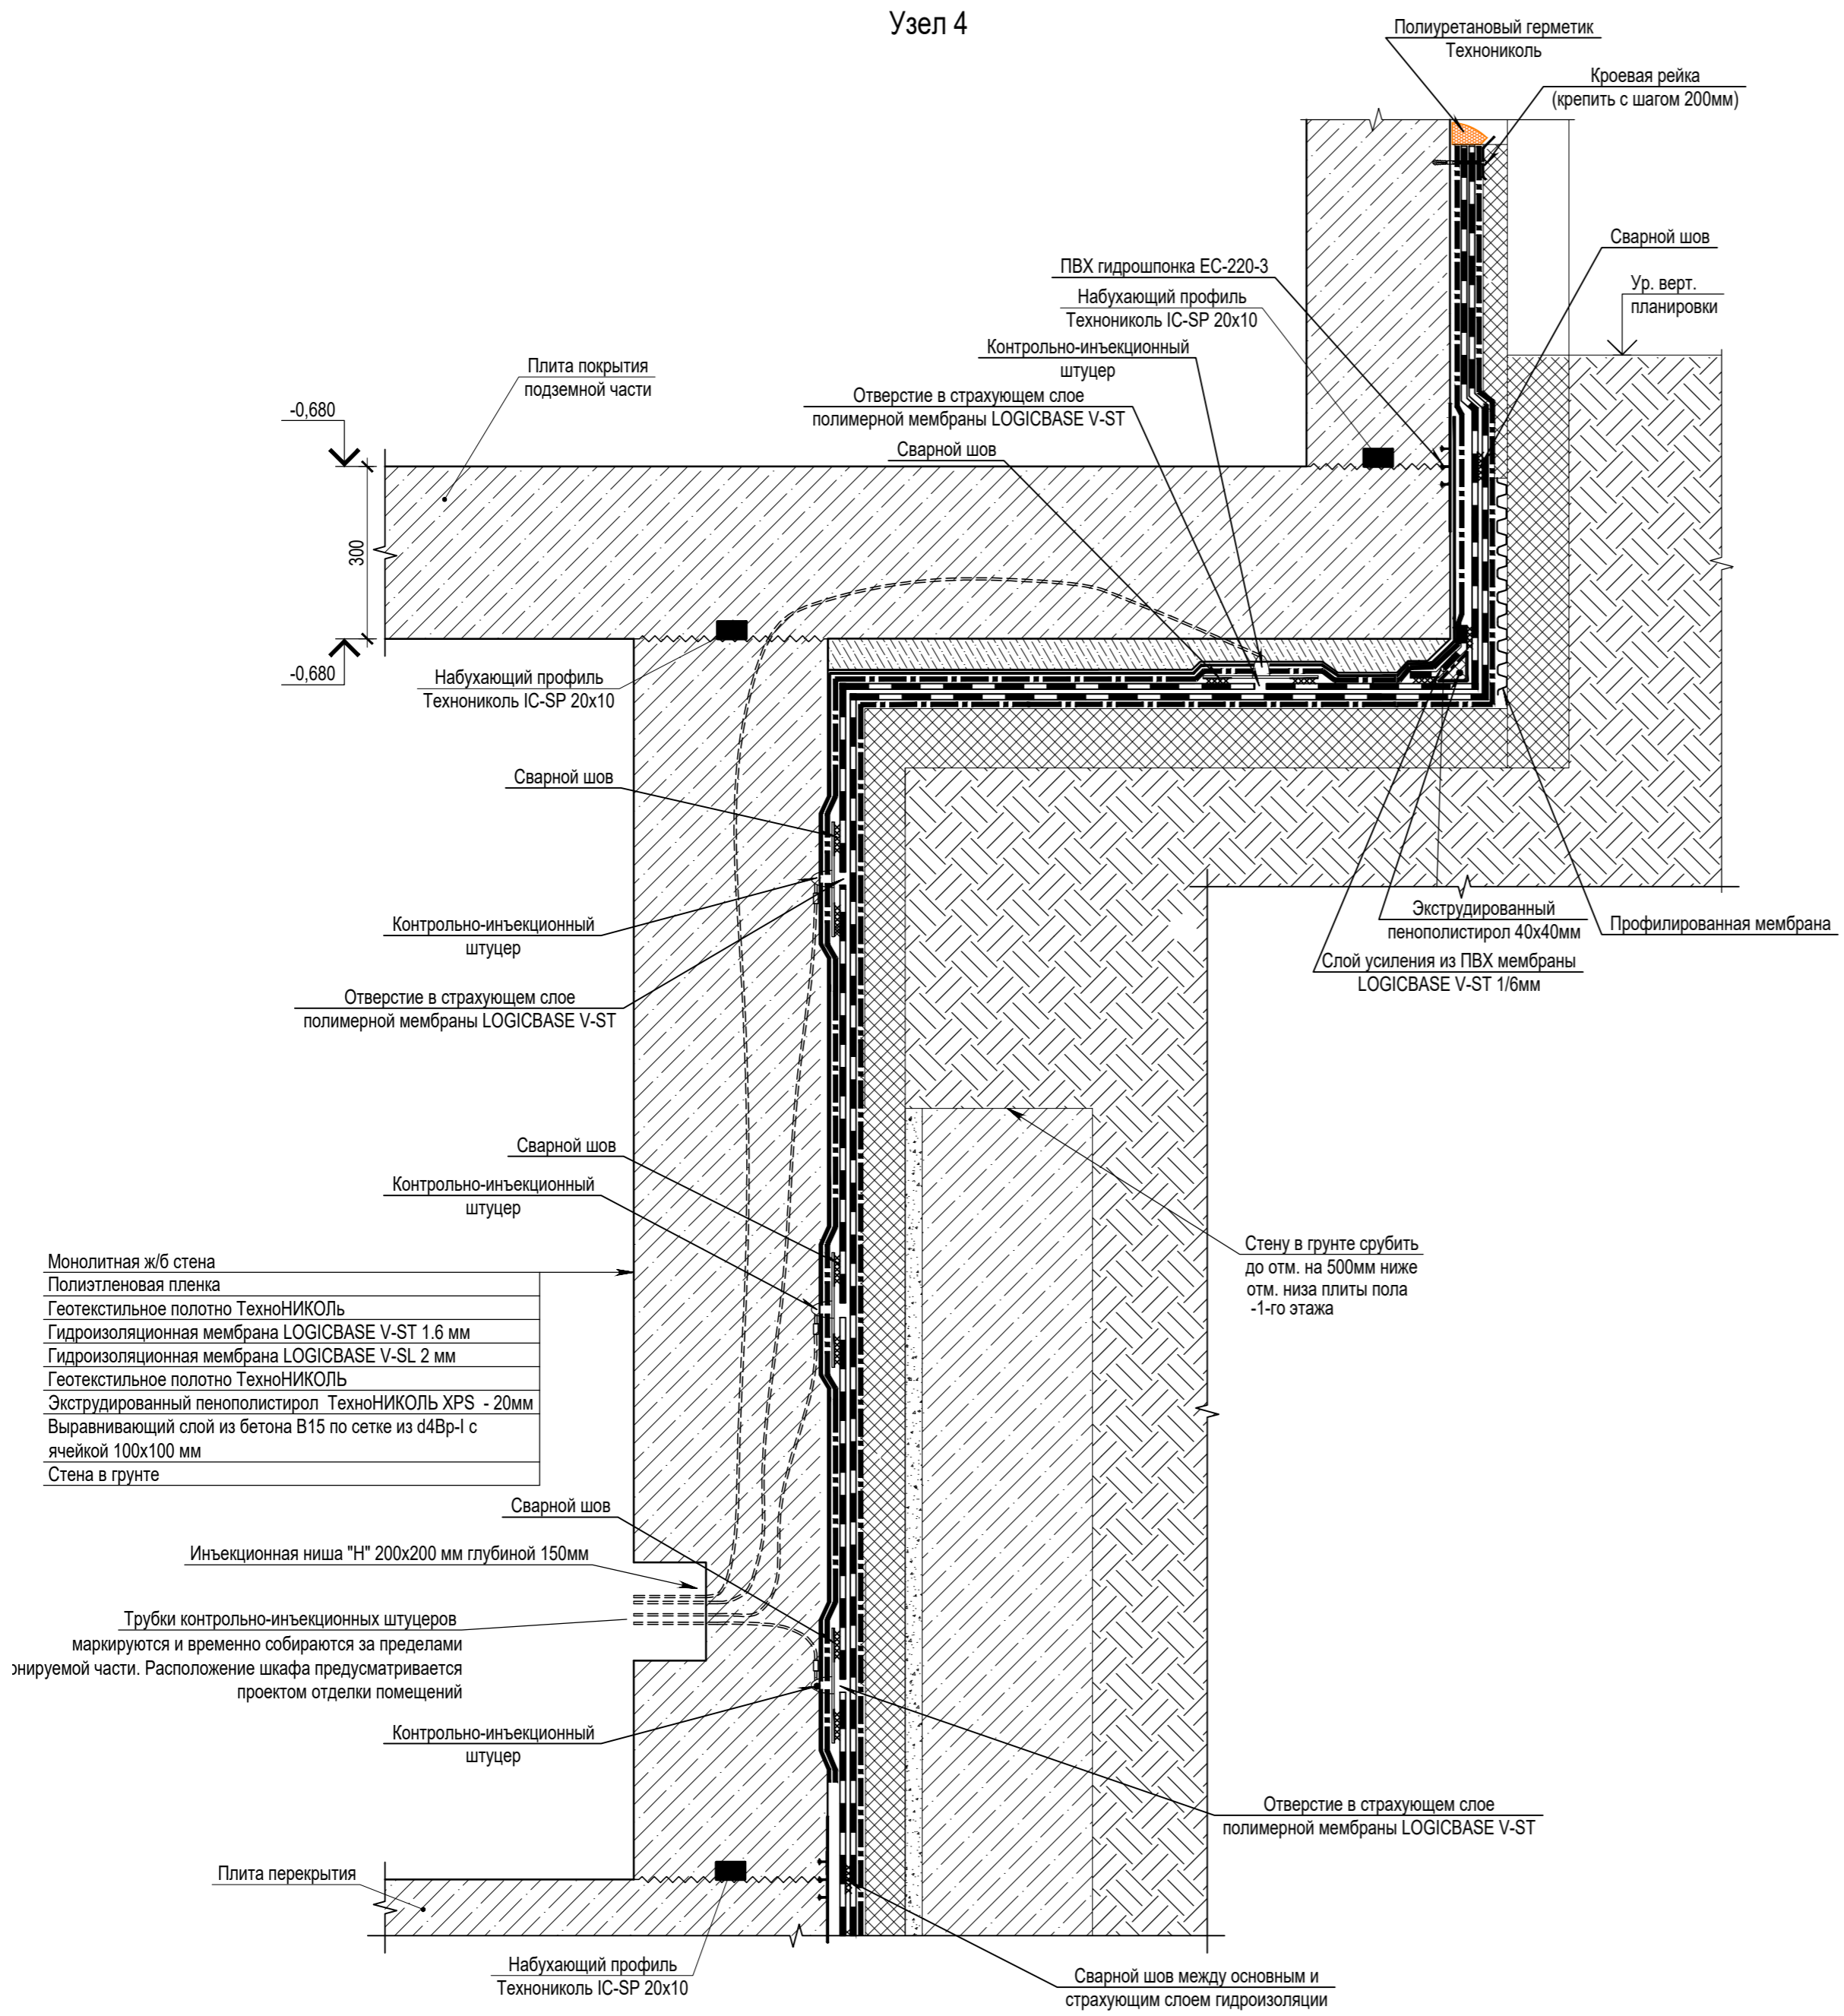 Узел 4
Полиуретановый герметик
Технониколь
Кроевая рейка
(крепить с шагом 200мм)
Сварной шов
ПВХ гидрошпонка ЕС-220-3
Ур. верт.
планировки
Набухающий профиль
Технониколь IC-SP 20x10
Контрольно-инъекционный
штуцер
Плита покрытия
подземной части
Отверстие в страхующем слое
полимерной мембраны LOGICBASE V-ST
-0,680
Сварной шов
300
-0,680
Набухающий профиль
Технониколь IC-SP 20x10
Сварной шов
Контрольно-инъекционный
штуцер
Экструдированный
пенополистирол 40х40мм
Профилированная мембрана
Слой усиления из ПВХ мембраны
LOGICBASE V-ST 1/6мм
Отверстие в страхующем слое
полимерной мембраны LOGICBASE V-ST
Сварной шов
Контрольно-инъекционный
штуцер
Стену в грунте срубить
до отм. на 500мм ниже
отм. низа плиты пола
-1-го этажа
Монолитная ж/б стена
Полиэтленовая пленка
Геотекстильное полотно ТехноНИКОЛь
Гидроизоляционная мембрана LOGICBASE V-ST 1.6 мм
Гидроизоляционная мембрана LOGICBASE V-SL 2 мм
Геотекстильное полотно ТехноНИКОЛЬ
Экструдированный пенополистирол ТехноНИКОЛЬ XPS - 20мм
Выравнивающий слой из бетона В15 по сетке из d4Вр-I с
ячейкой 100х100 мм
Стена в грунте
Сварной шов
Инъекционная ниша "Н" 200х200 мм глубиной 150мм
Трубки контрольно-инъекционных штуцеров
маркируются и временно собираются за пределами
онируемой части. Расположение шкафа предусматривается
проектом отделки помещений
Контрольно-инъекционный
штуцер
Отверстие в страхующем слое
полимерной мембраны LOGICBASE V-ST
Плита перекрытия
Набухающий профиль
Технониколь IC-SP 20x10
Сварной шов между основным и
страхующим слоем гидроизоляции